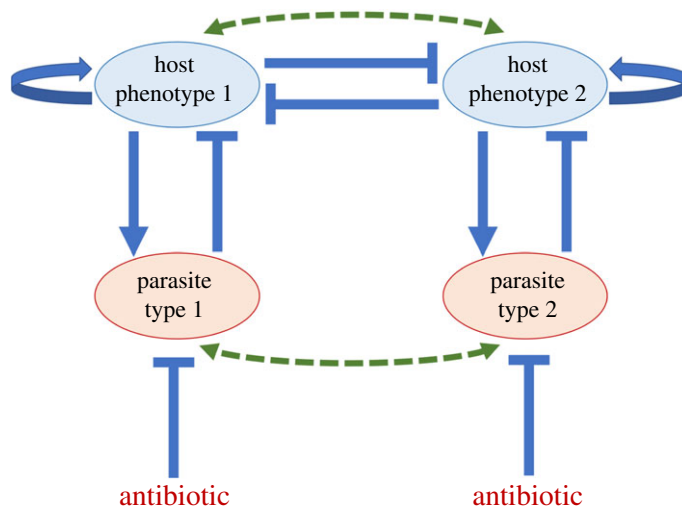 host
phenotype 1
host
phenotype 2
parasite
type 1
parasite
type 2
antibiotic
antibiotic